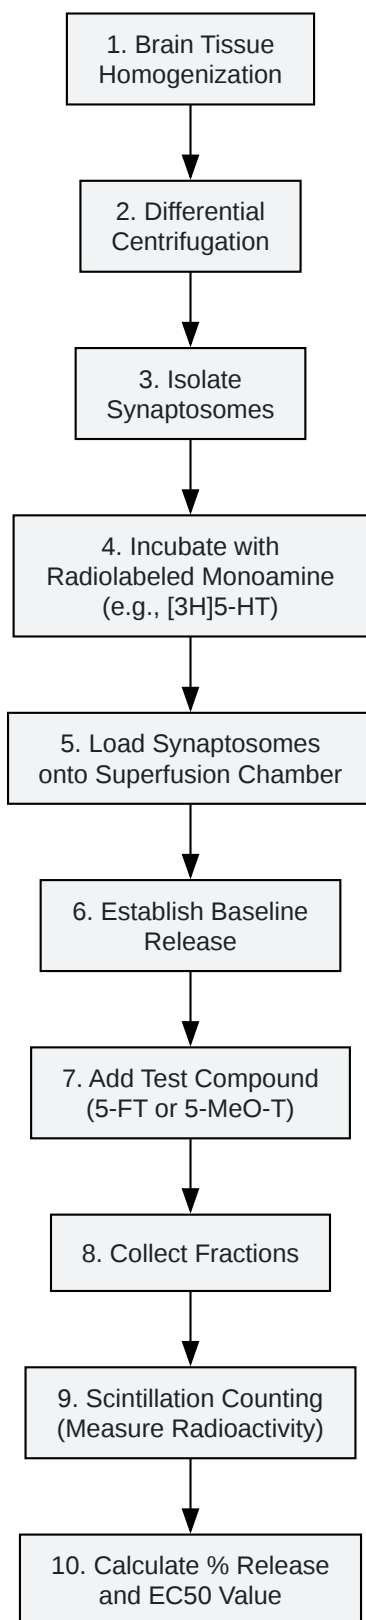 1. Brain Tissue
Homogenization
2. Differential
Centrifugation
3. Isolate
Synaptosomes
4. Incubate with
Radiolabeled Monoamine
(e.g., [3H]5-HT)
5. Load Synaptosomes
onto Superfusion Chamber
6. Establish Baseline
Release
7. Add Test Compound
(5-FT or 5-MeO-T)
8. Collect Fractions
9. Scintillation Counting
(Measure Radioactivity)
10. Calculate % Release
and EC50 Value